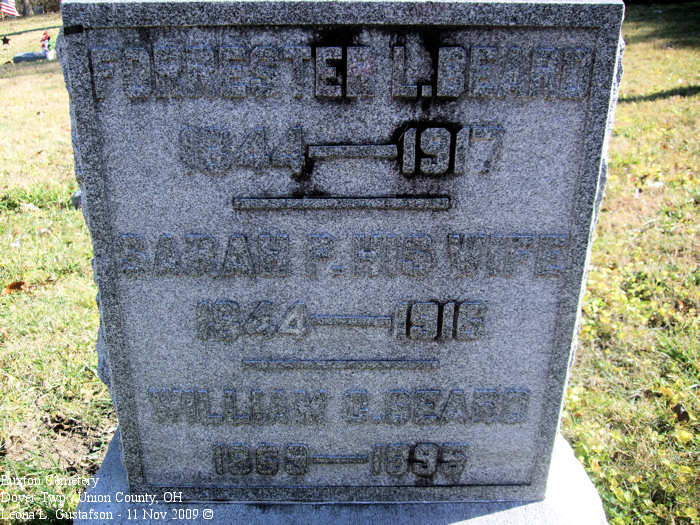 FORRESTER L. BEARD
1844 — 1917
SARAH P. HIS WIFE
1844 — 1918
WILLIAM BEARD
1869 — 1895
Buxton Cemetery
Dover Twp / Union County, OH
Leona L. Gustafson - 11 Nov 2009 ©